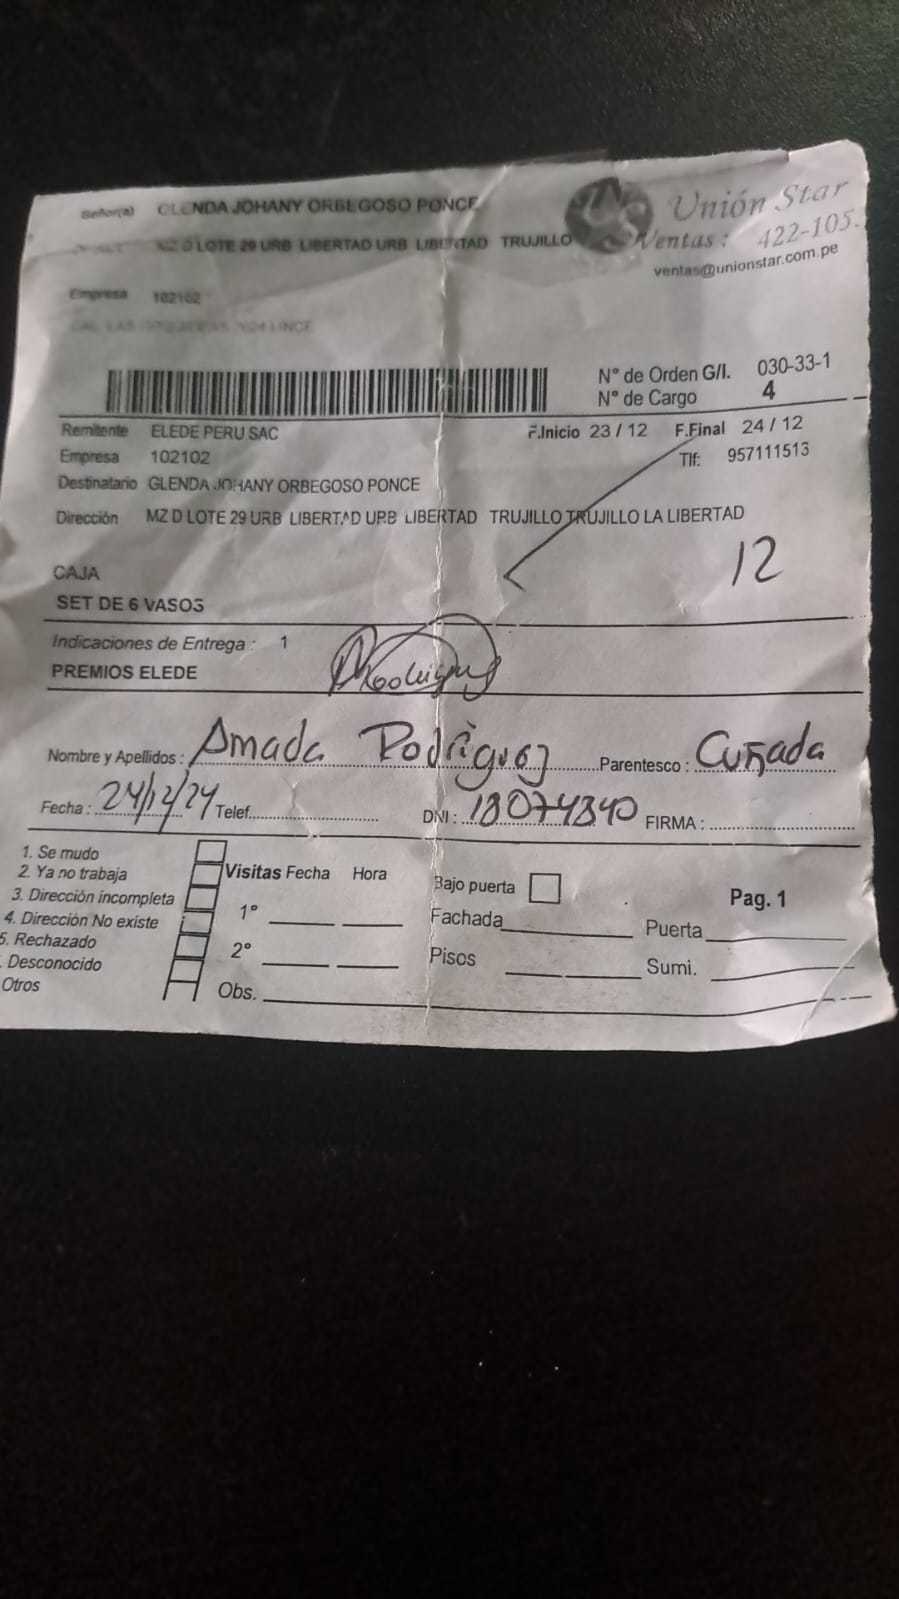 Señor(a) GLENDA JOHANY ORBEGOSO PONCE
MZ D LOTE 29 URB LIBERTAD URB LIBERTAD TRUJILLO
Unión Star
Ventas : 422-105.
ventas@unionstar.com.pe
Empresa 102102
N° de Orden G/I. 030-33-1
N° de Cargo 4
Remitente ELEDE PERU SAC F.Inicio 23 / 12 F.Final 24 / 12
Empresa 102102 Tlf: 957111513
Destinatario GLENDA JOHANY ORBEGOSO PONCE
Dirección MZ D LOTE 29 URB LIBERTAD URB LIBERTAD TRUJILLO TRUJILLO LA LIBERTAD
12
CAJA
SET DE 6 VASOS
Indicaciones de Entrega : 1
PREMIOS ELEDE
Rodriguez
Nombre y Apellidos : Amada Rodriguez Parentesco : Cuñada
Fecha : 24/12/24 Telef. DNI : 18074840 FIRMA :
1. Se mudo
2. Ya no trabaja
3. Dirección incompleta
4. Dirección No existe
5. Rechazado
. Desconocido
Otros
Visitas Fecha Hora
1°
2°
Obs.
Bajo puerta
Fachada
Pisos
Pag. 1
Puerta
Sumi.